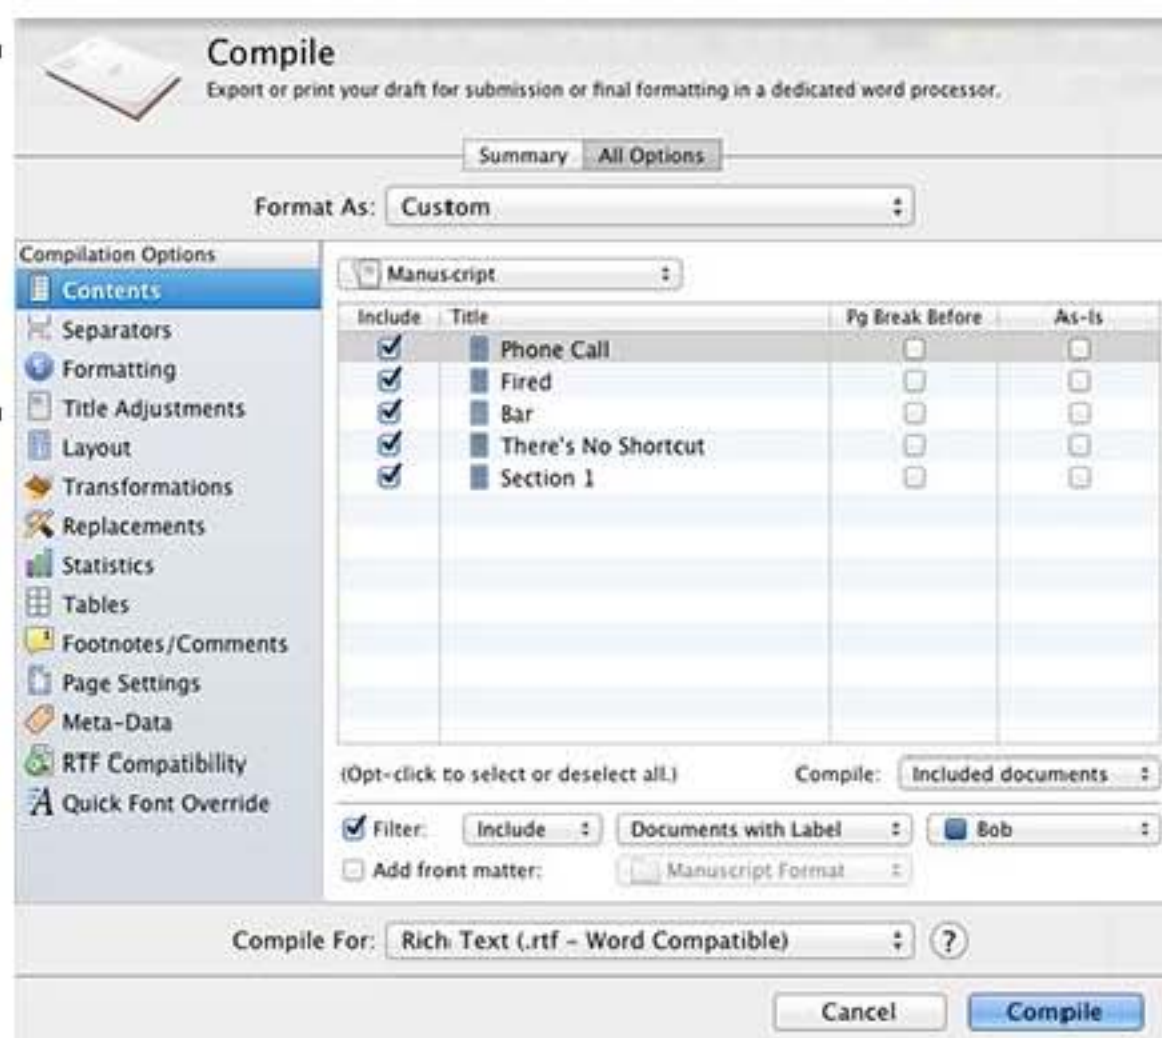 Compile
Export or print your draft for submission or final formatting in a dedicated word processor.
Summary All Options
Format As: Custom
Compilation Options
Contents
Separators
Formatting
Title Adjustments
Layout
Transformations
Replacements
Statistics
Tables
Footnotes/Comments
Page Settings
Meta-Data
RTF Compatibility
A Quick Font Override
Manuscript
Include Title Pg Break Before As-Is
Phone Call
Fired
Bar
There's No Shortcut
Section 1
(Opt-click to select or deselect all.) Compile: Included documents
Filter: Include Documents with Label Bob
Add front matter: Manuscript Format
Compile For: Rich Text (.rtf - Word Compatible) ?
Cancel Compile